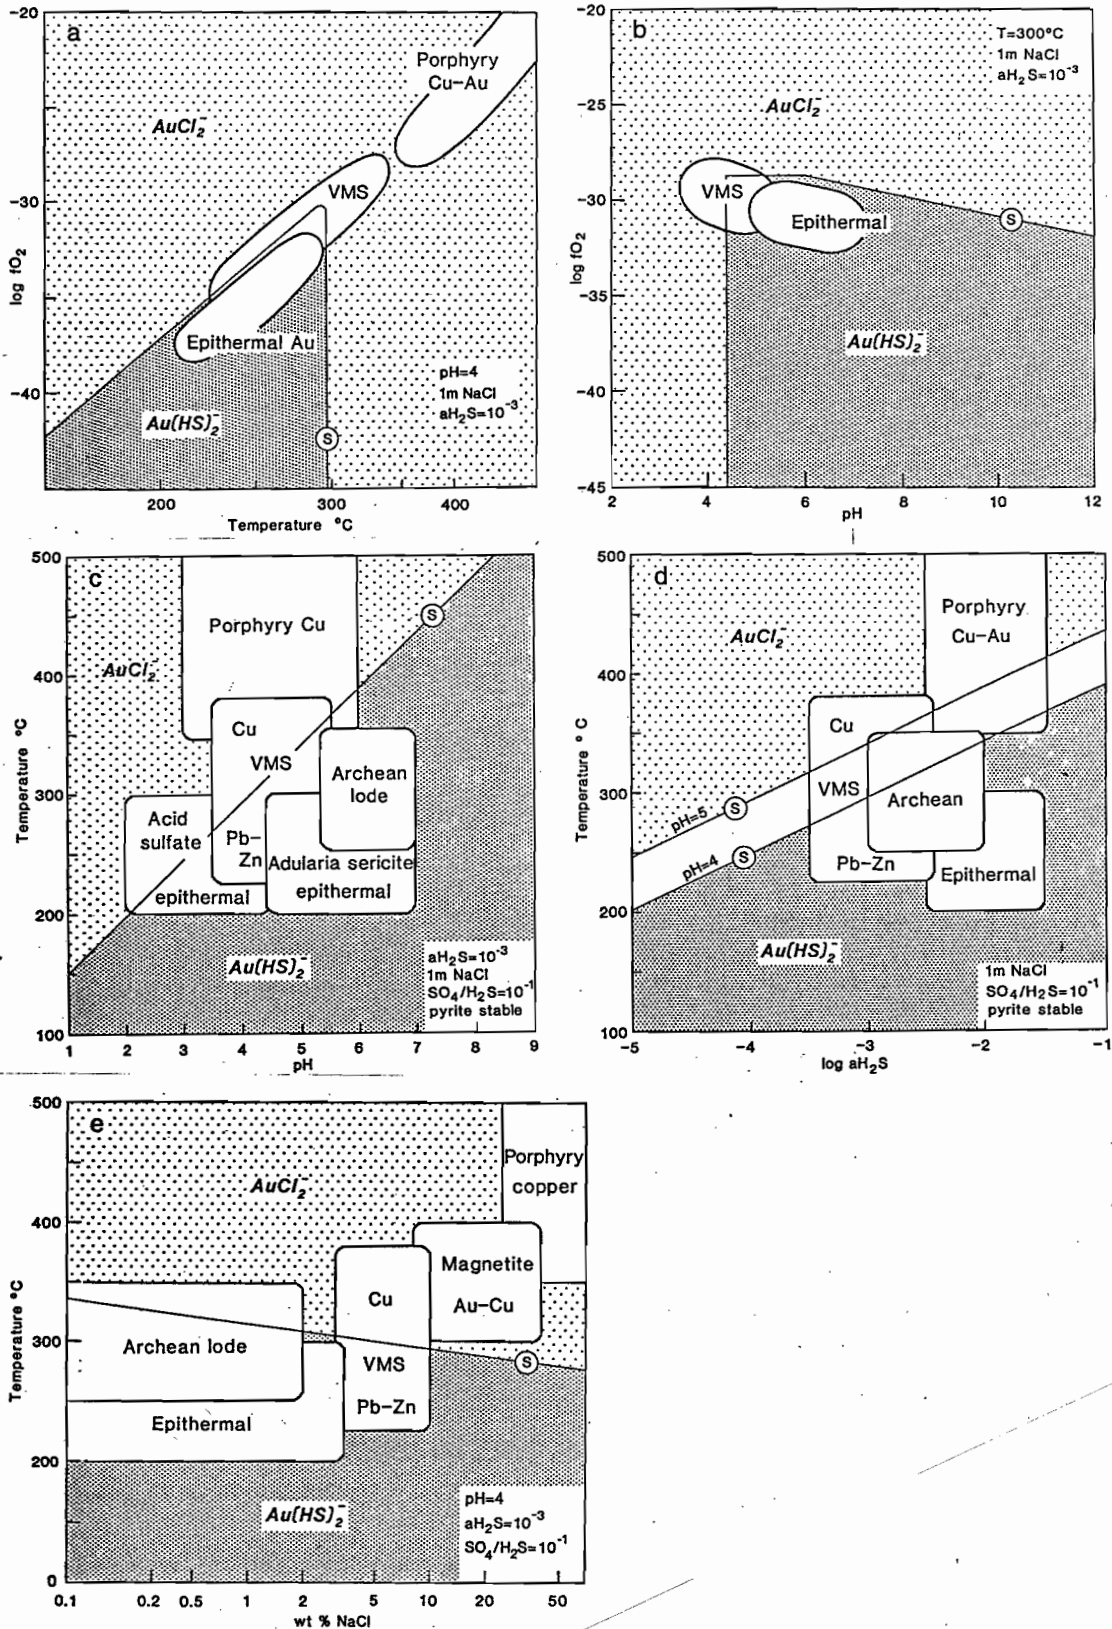 a
-20
-30
-40
log fO2
AuCl2-
Porphyry
Cu-Au
VMS
Epithermal Au
Au(HS)2-
pH=4
1m NaCl
aH2S=10-3
S
200
300
400
Temperature °C
b
-20
-25
-30
-35
-40
-45
log fO2
T=300°C
1m NaCl
aH2S=10-3
AuCl2-
VMS
Epithermal
S
Au(HS)2-
2
4
6
8
10
12
pH
c
500
400
300
200
100
Temperature °C
Porphyry Cu
S
AuCl2-
Cu
VMS
Archean
lode
Acid
sulfate
Pb-
Zn
Adularia sericite
epithermal
epithermal
Au(HS)2-
aH2S=10-3
1m NaCl
SO4/H2S=10-1
pyrite stable
1
2
3
4
5
6
7
8
9
pH
d
500
400
300
200
100
Temperature °C
Porphyry
Cu-Au
AuCl2-
Cu
VMS
Archean
pH=5
S
pH=4
S
Pb-Zn
Epithermal
Au(HS)2-
1m NaCl
SO4/H2S=10-1
pyrite stable
-5
-4
-3
-2
-1
log aH2S
e
500
400
300
200
0
Temperature °C
AuCl2-
Porphyry
copper
Magnetite
Au-Cu
Cu
Archean lode
VMS
S
Pb-Zn
Epithermal
Au(HS)2-
pH=4
aH2S=10-3
SO4/H2S=10-1
0.1
0.2
0.5
1
2
5
10
20
50
wt % NaCl